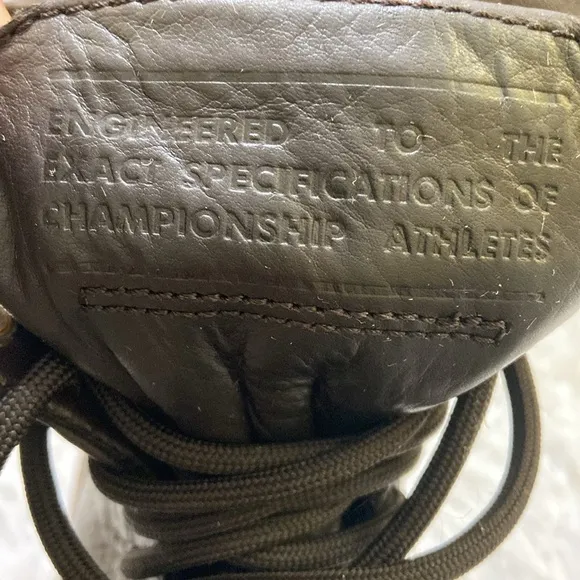 ENGINEERED TO THE
EXACT SPECIFICATIONS OF
CHAMPIONSHIP ATHLETES